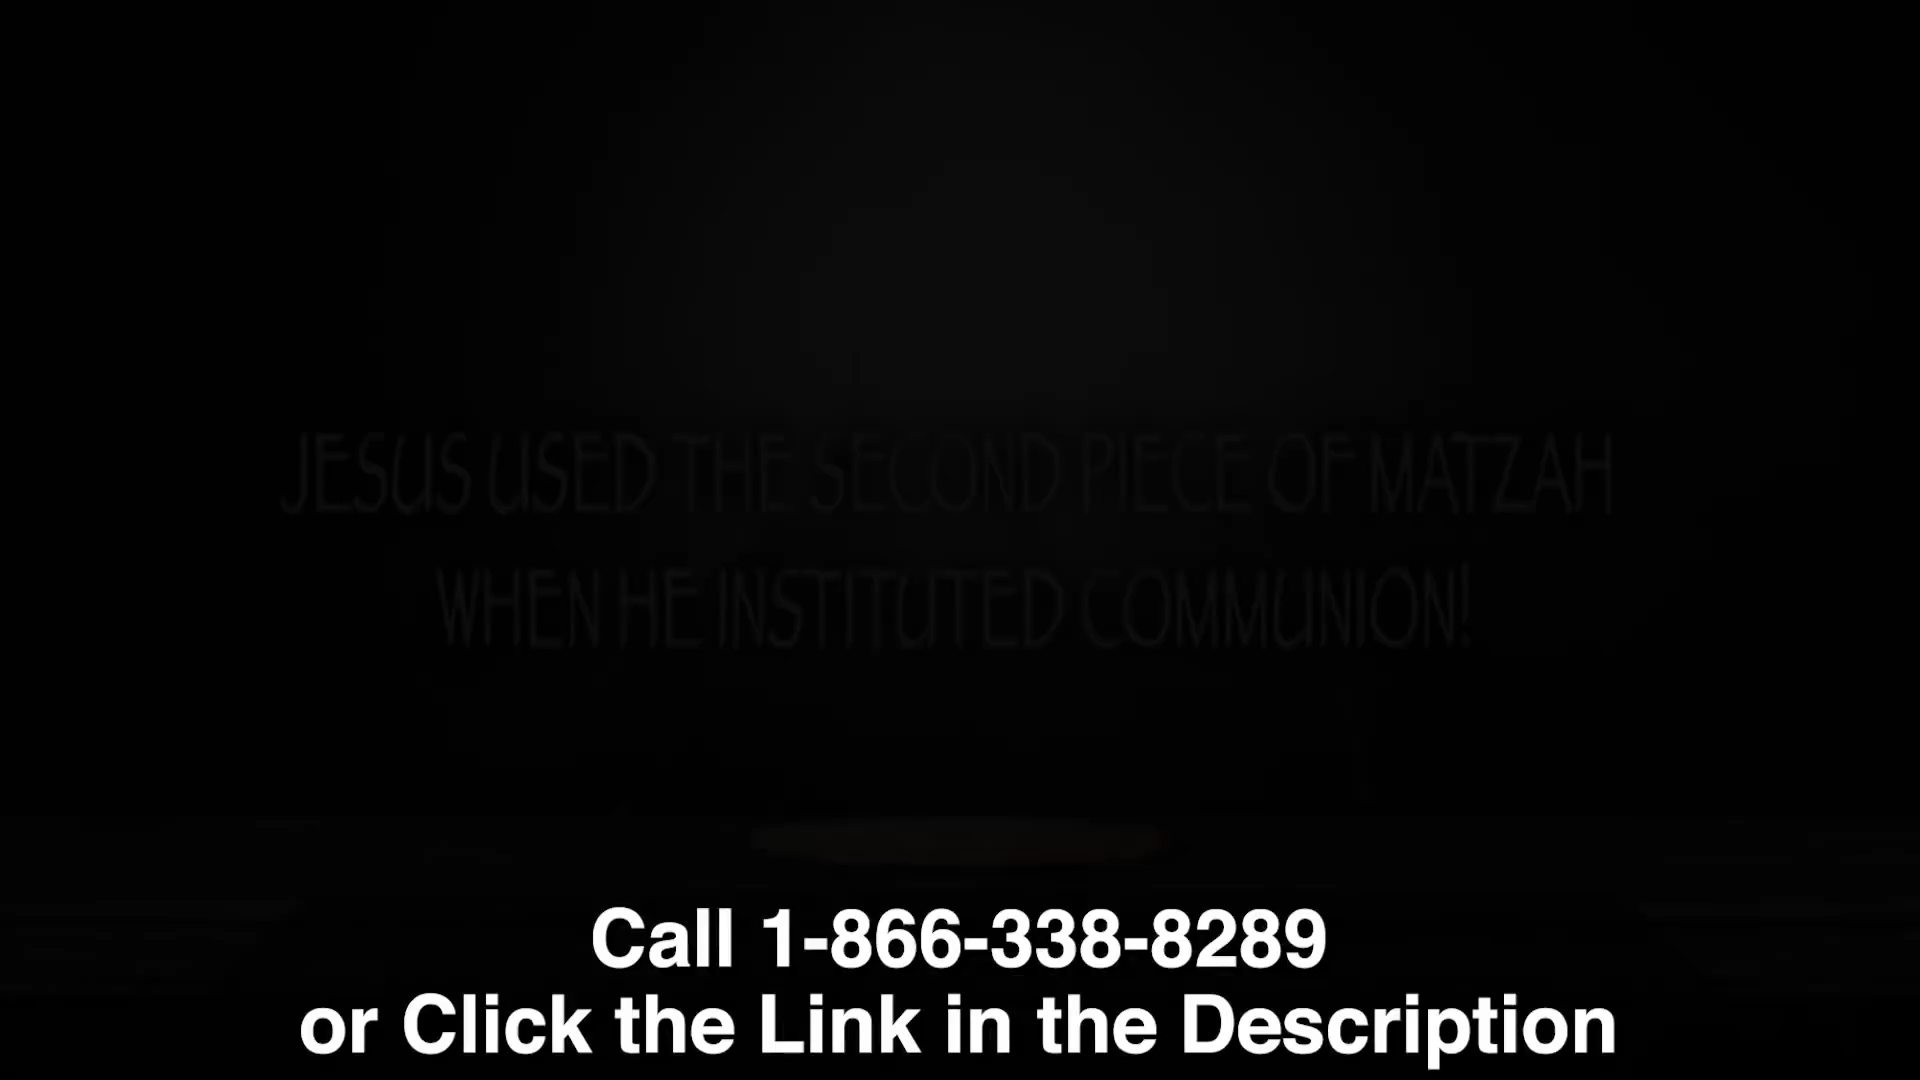 JESUS USED THE SECOND PIECE OF MATZAH
WHEN HE INSTITUTED COMMUNION!
Call 1-866-338-8289
or Click the Link in the Description